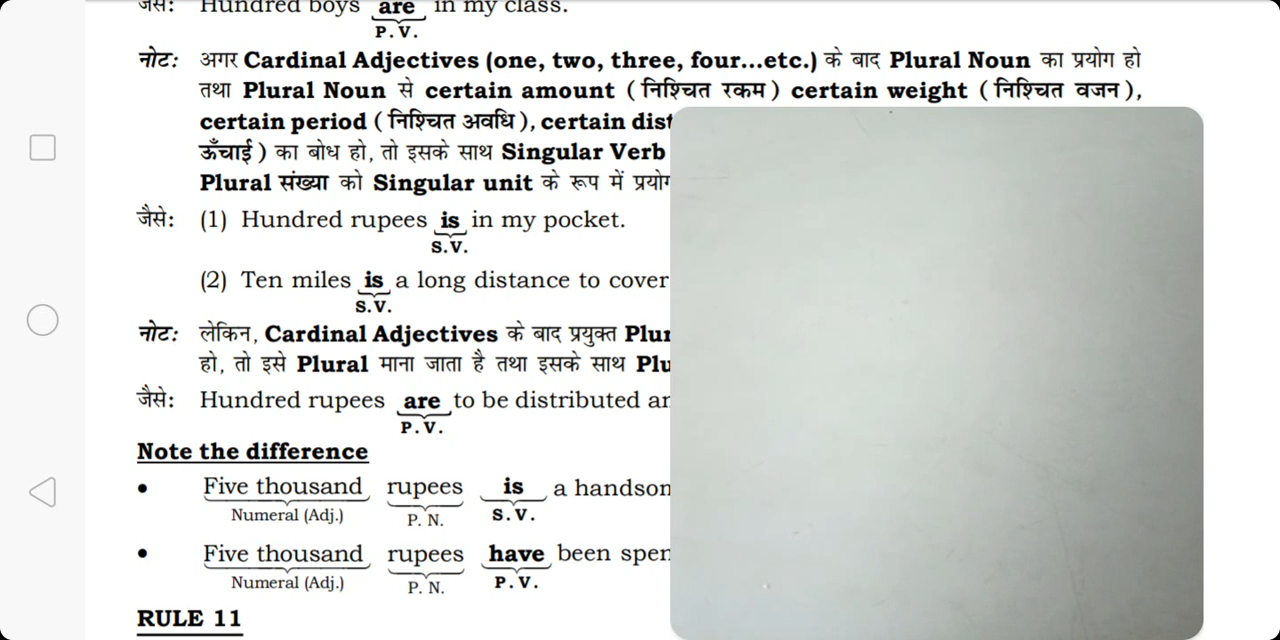 जैसे: Hundred boys are in my class.
P.V.
नोट: अगर Cardinal Adjectives (one, two, three, four...etc.) के बाद Plural Noun का प्रयोग हो
तथा Plural Noun से certain amount (निश्चित रकम) certain weight (निश्चित वजन),
certain period (निश्चित अवधि), certain
ऊँचाई) का बोध हो, तो इसके साथ Singular Verb
Plural संख्या को Singular unit के रूप में
जैसे: (1) Hundred rupees is in my pocket.
S.V.
(2) Ten miles is a long distance to cover
S.V.
नोट: लेकिन, Cardinal Adjectives के बाद प्रयुक्त
हो, तो इसे Plural माना जाता है तथा इसके साथ
जैसे: Hundred rupees are to be distributed
P.V.
Note the difference
• Five thousand rupees is a
Numeral (Adj.) P. N. S.V.
• Five thousand rupees have been
Numeral (Adj.) P. N. P.V.
RULE 11